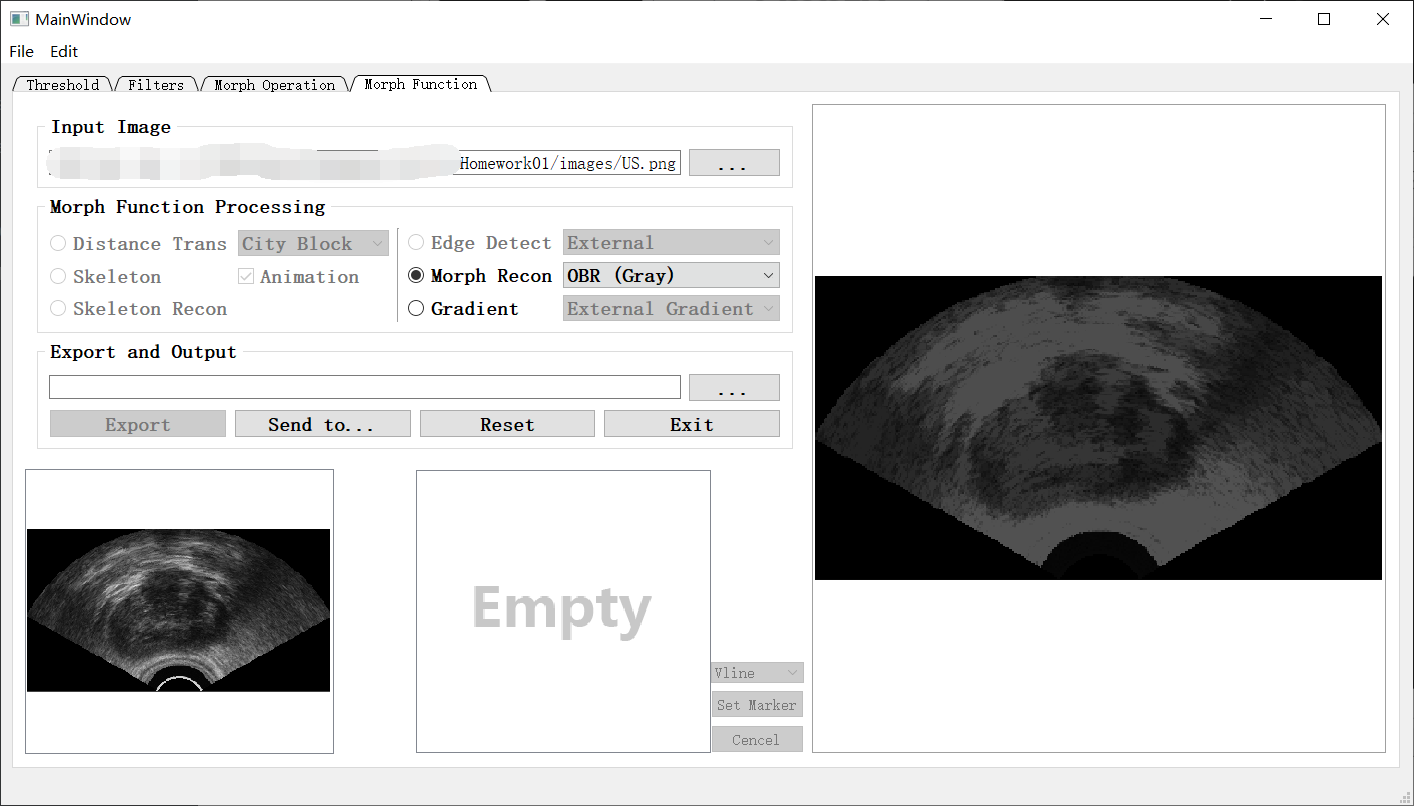 MainWindow
File Edit
Threshold Filters Morph Operation Morph Function
Input Image
Homework01/images/US.png ...
Morph Function Processing
Distance Trans City Block Edge Detect External
Skeleton Animation Morph Recon OBR (Gray)
Skeleton Recon Gradient External Gradient
Export and Output
...
Export Send to... Reset Exit
Empty
Vline
Set Marker
Cencel